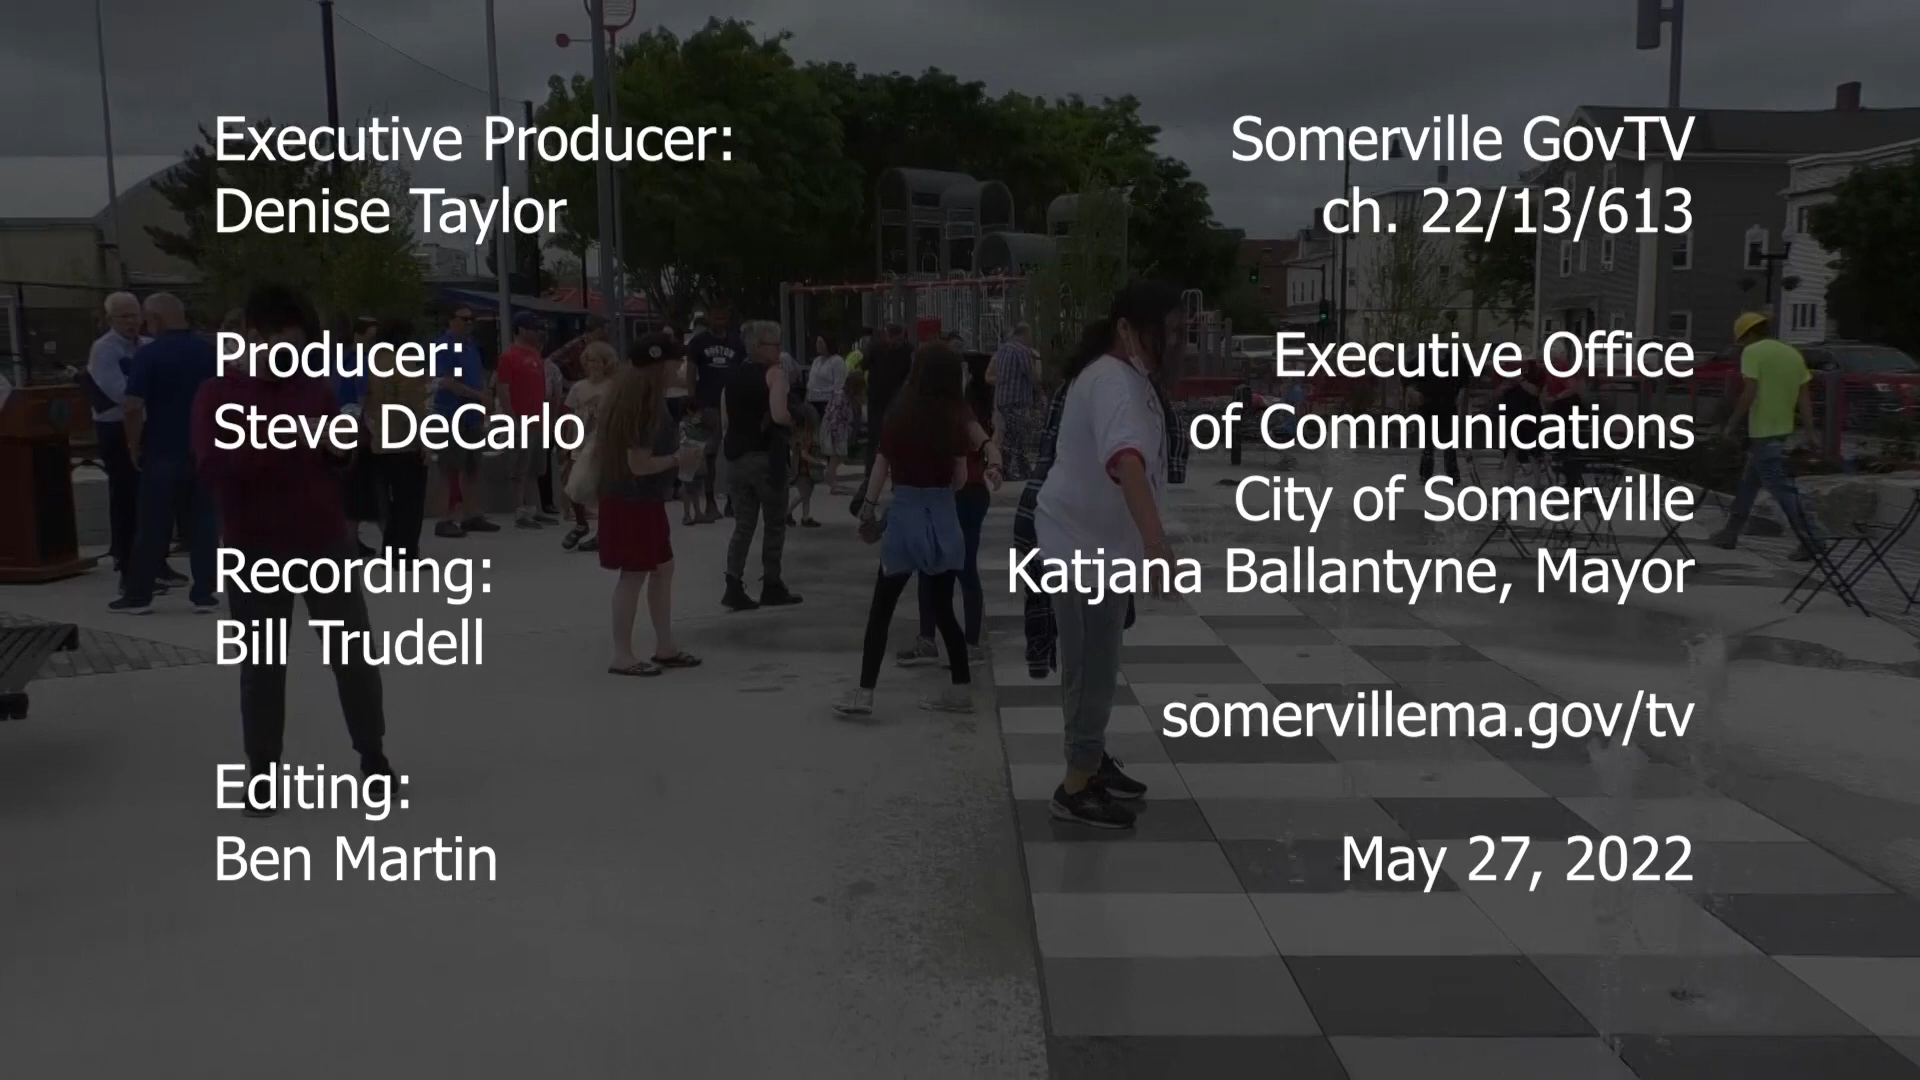 Executive Producer:
Denise Taylor
Producer:
Steve DeCarlo
Recording:
Bill Trudell
Editing:
Ben Martin
Somerville GovTV
ch. 22/13/613
Executive Office
of Communications
City of Somerville
Katjana Ballantyne, Mayor
somervillema.gov/tv
May 27, 2022
BOSTON